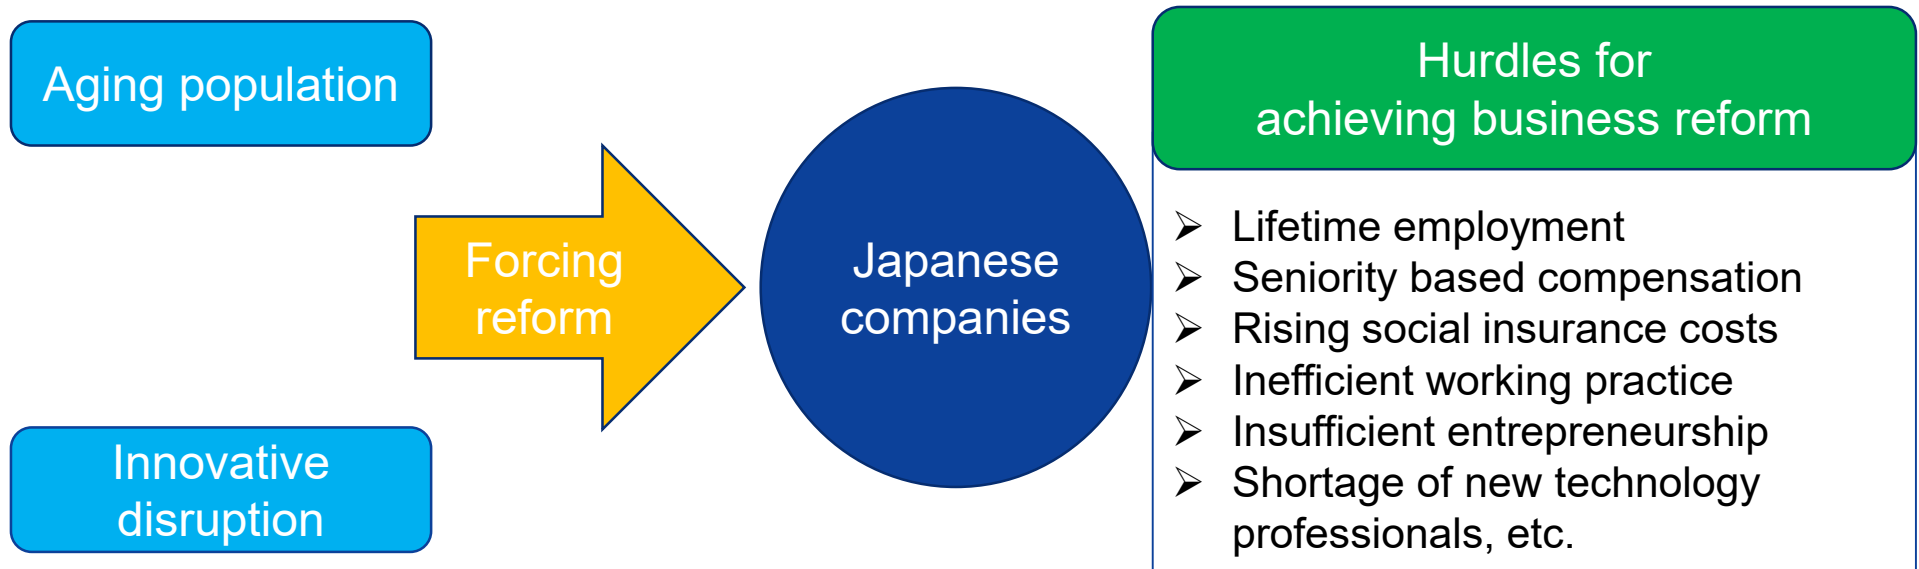 Aging population
Innovative
disruption
Forcing
reform
Japanese
companies
Hurdles for
achieving business reform
➢ Lifetime employment
➢ Seniority based compensation
➢ Rising social insurance costs
➢ Inefficient working practice
➢ Insufficient entrepreneurship
➢ Shortage of new technology
professionals, etc.